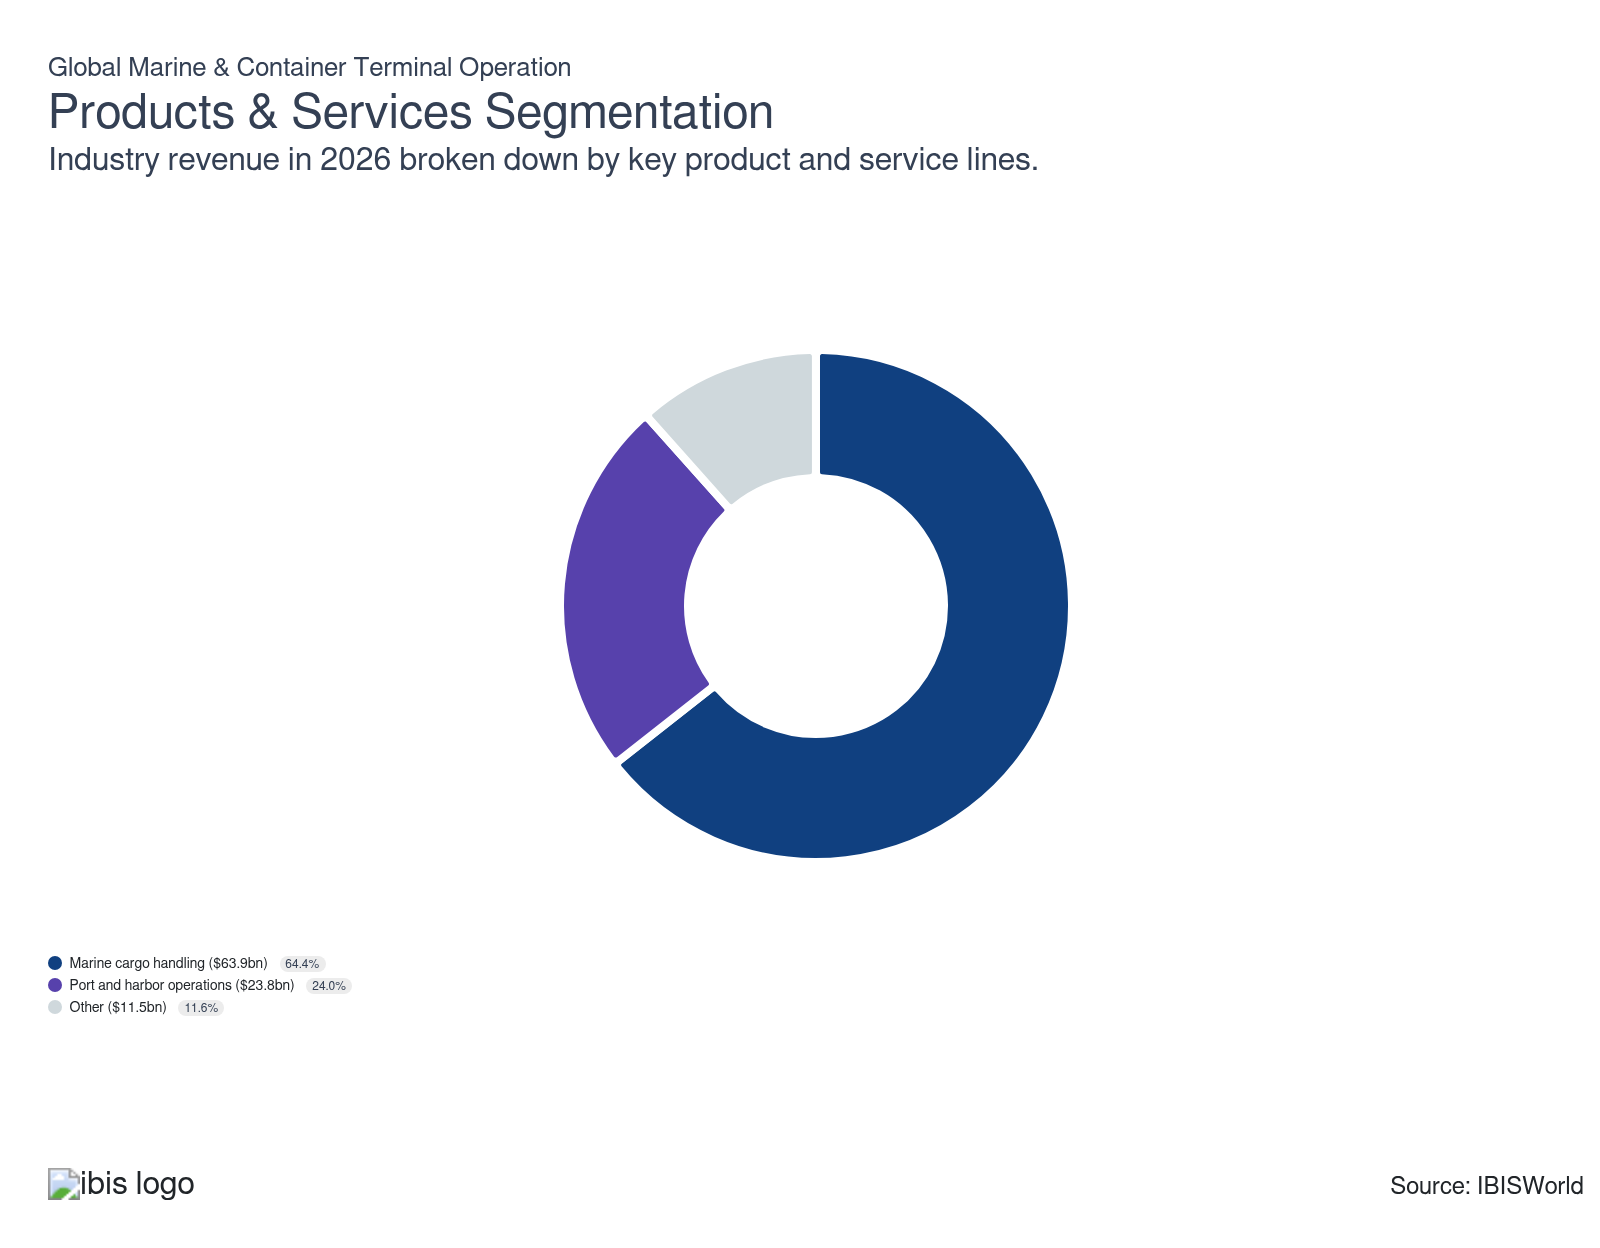 Global Marine & Container Terminal Operation
Products & Services Segmentation
Industry revenue in 2026 broken down by key product and service lines.
Marine cargo handling ($63.9bn) 64.4%
Port and harbor operations ($23.8bn) 24.0%
Other ($11.5bn) 11.6%
ibis logo
Source: IBISWorld